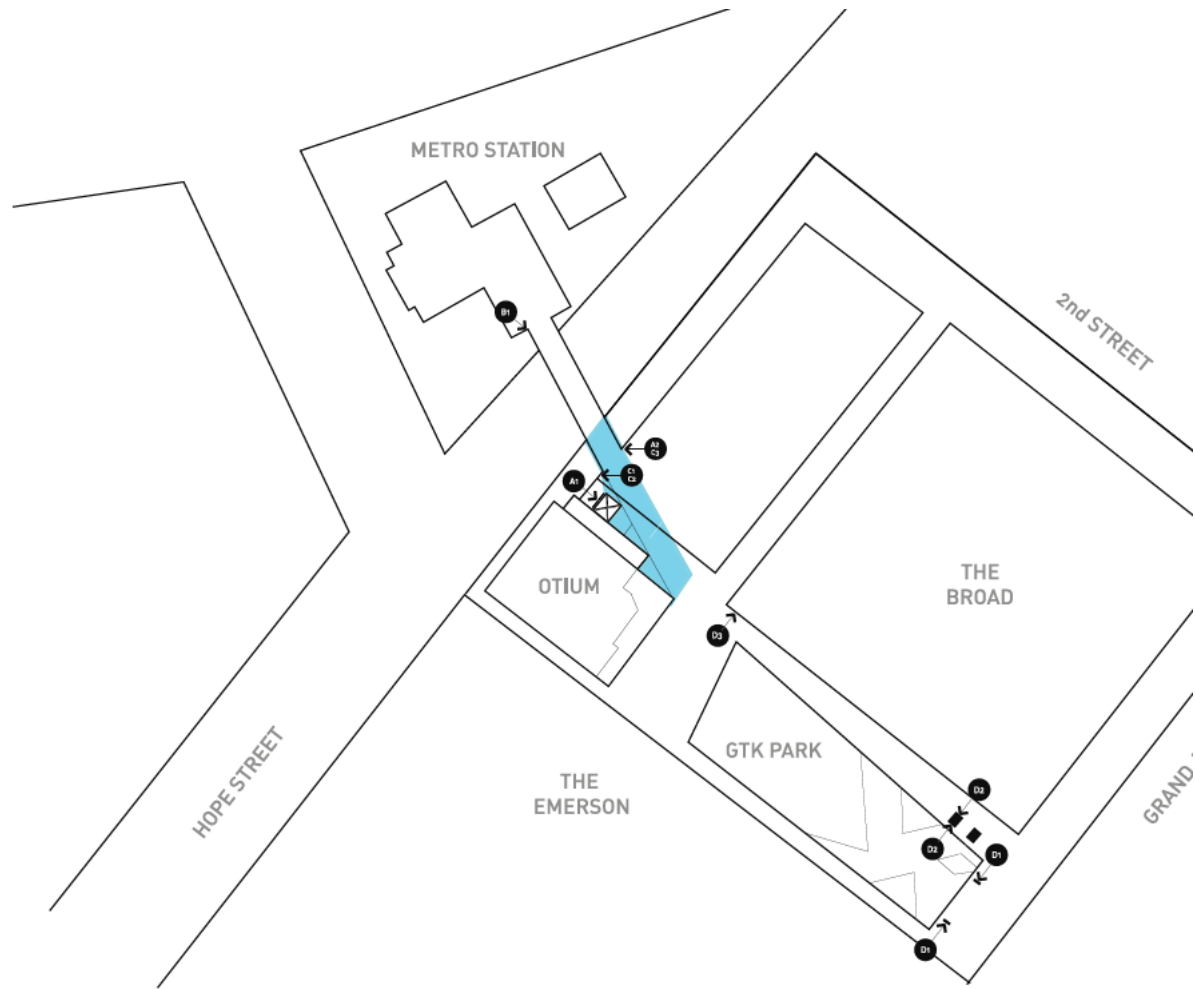 METRO STATION
B1
2nd STREET
A2
C3
C1
C2
A1
OTIUM
THE
BROAD
D3
GTK PARK
HOPE STREET
THE
EMERSON
D2
GRAND
D2
D1
D1